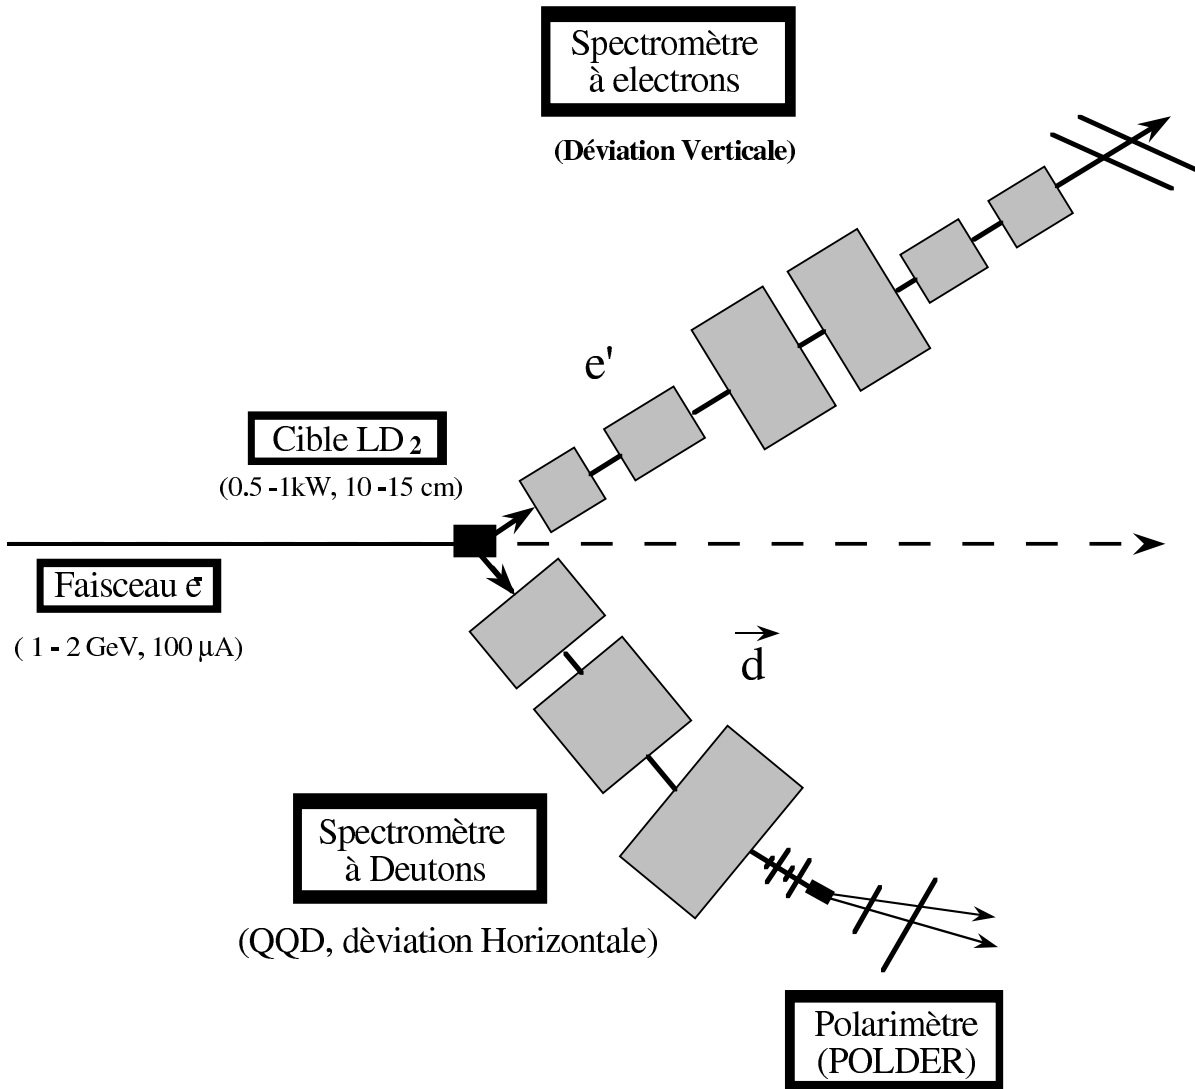 Spectromètre
à electrons
(Déviation Verticale)
e'
Cible LD2
(0.5 -1kW, 10 -15 cm)
Faisceau e-
( 1 - 2 GeV, 100 µA)
d
Spectromètre
à Deutons
(QQD, dèviation Horizontale)
Polarimètre
(POLDER)